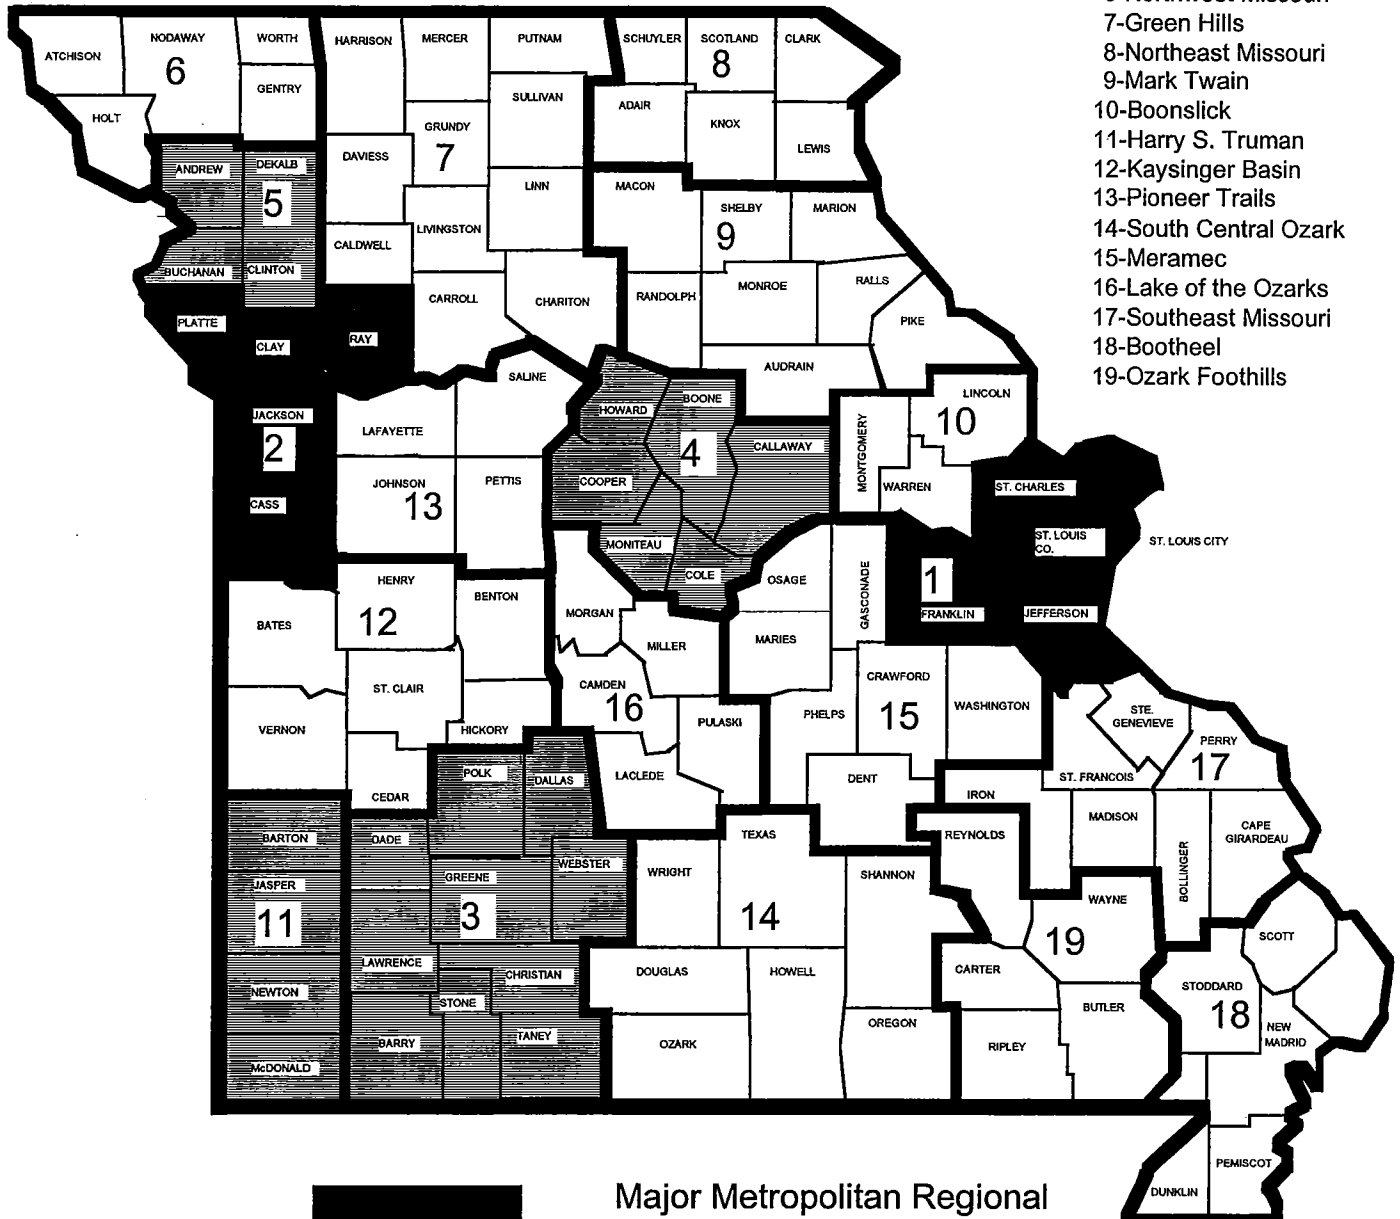 7-Green Hills
8-Northeast Missouri
9-Mark Twain
10-Boonslick
11-Harry S. Truman
12-Kaysinger Basin
13-Pioneer Trails
14-South Central Ozark
15-Meramec
16-Lake of the Ozarks
17-Southeast Missouri
18-Bootheel
19-Ozark Foothills
ATCHISON
NODAWAY
6
WORTH
GENTRY
HOLT
HARRISON
MERCER
PUTNAM
SULLIVAN
GRUNDY
7
DAVIESS
LINN
LIVINGSTON
CALDWELL
CARROLL
CHARITON
SCHUYLER
SCOTLAND
8
CLARK
ADAIR
KNOX
LEWIS
MACON
SHELBY
9
MARION
RANDOLPH
MONROE
RALLS
PIKE
AUDRAIN
ANDREW
DEKALB
5
BUCHANAN
CLINTON
PLATTE
CLAY
RAY
JACKSON
2
CASS
SALINE
LAFAYETTE
JOHNSON
13
PETTIS
HOWARD
BOONE
4
CALLAWAY
COOPER
MONITEAU
COLE
LINCOLN
10
MONTGOMERY
WARREN
ST. CHARLES
ST. LOUIS
CO.
ST. LOUIS CITY
1
FRANKLIN
JEFFERSON
OSAGE
GASCONADE
MARIES
CRAWFORD
15
WASHINGTON
PHELPS
DENT
HENRY
12
BENTON
BATES
ST. CLAIR
VERNON
HICKORY
CEDAR
MORGAN
MILLER
CAMDEN
16
PULASKI
LACLEDE
STE.
GENEVIEVE
PERRY
17
ST. FRANCOIS
IRON
MADISON
BOLLINGER
CAPE
GIRARDEAU
REYNOLDS
WAYNE
19
CARTER
BUTLER
RIPLEY
BARTON
JASPER
11
NEWTON
McDONALD
POLK
DALLAS
DADE
GREENE
WEBSTER
3
LAWRENCE
CHRISTIAN
STONE
BARRY
TANEY
TEXAS
WRIGHT
SHANNON
14
DOUGLAS
HOWELL
OZARK
OREGON
SCOTT
STODDARD
18
NEW
MADRID
PEMISCOT
DUNKLIN
Major Metropolitan Regional